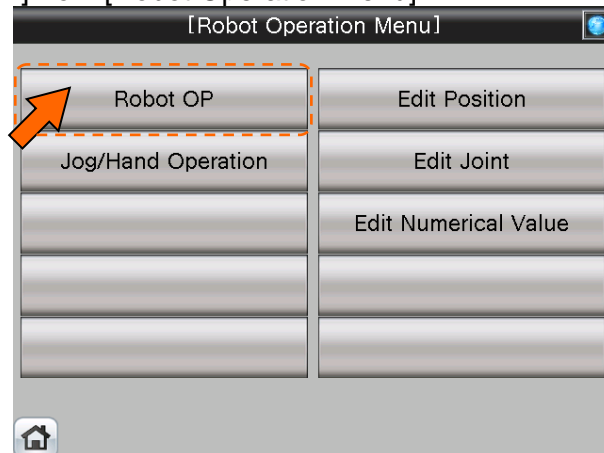 [Robot Operation Menu]
Robot OP
Edit Position
Jog/Hand Operation
Edit Joint
Edit Numerical Value